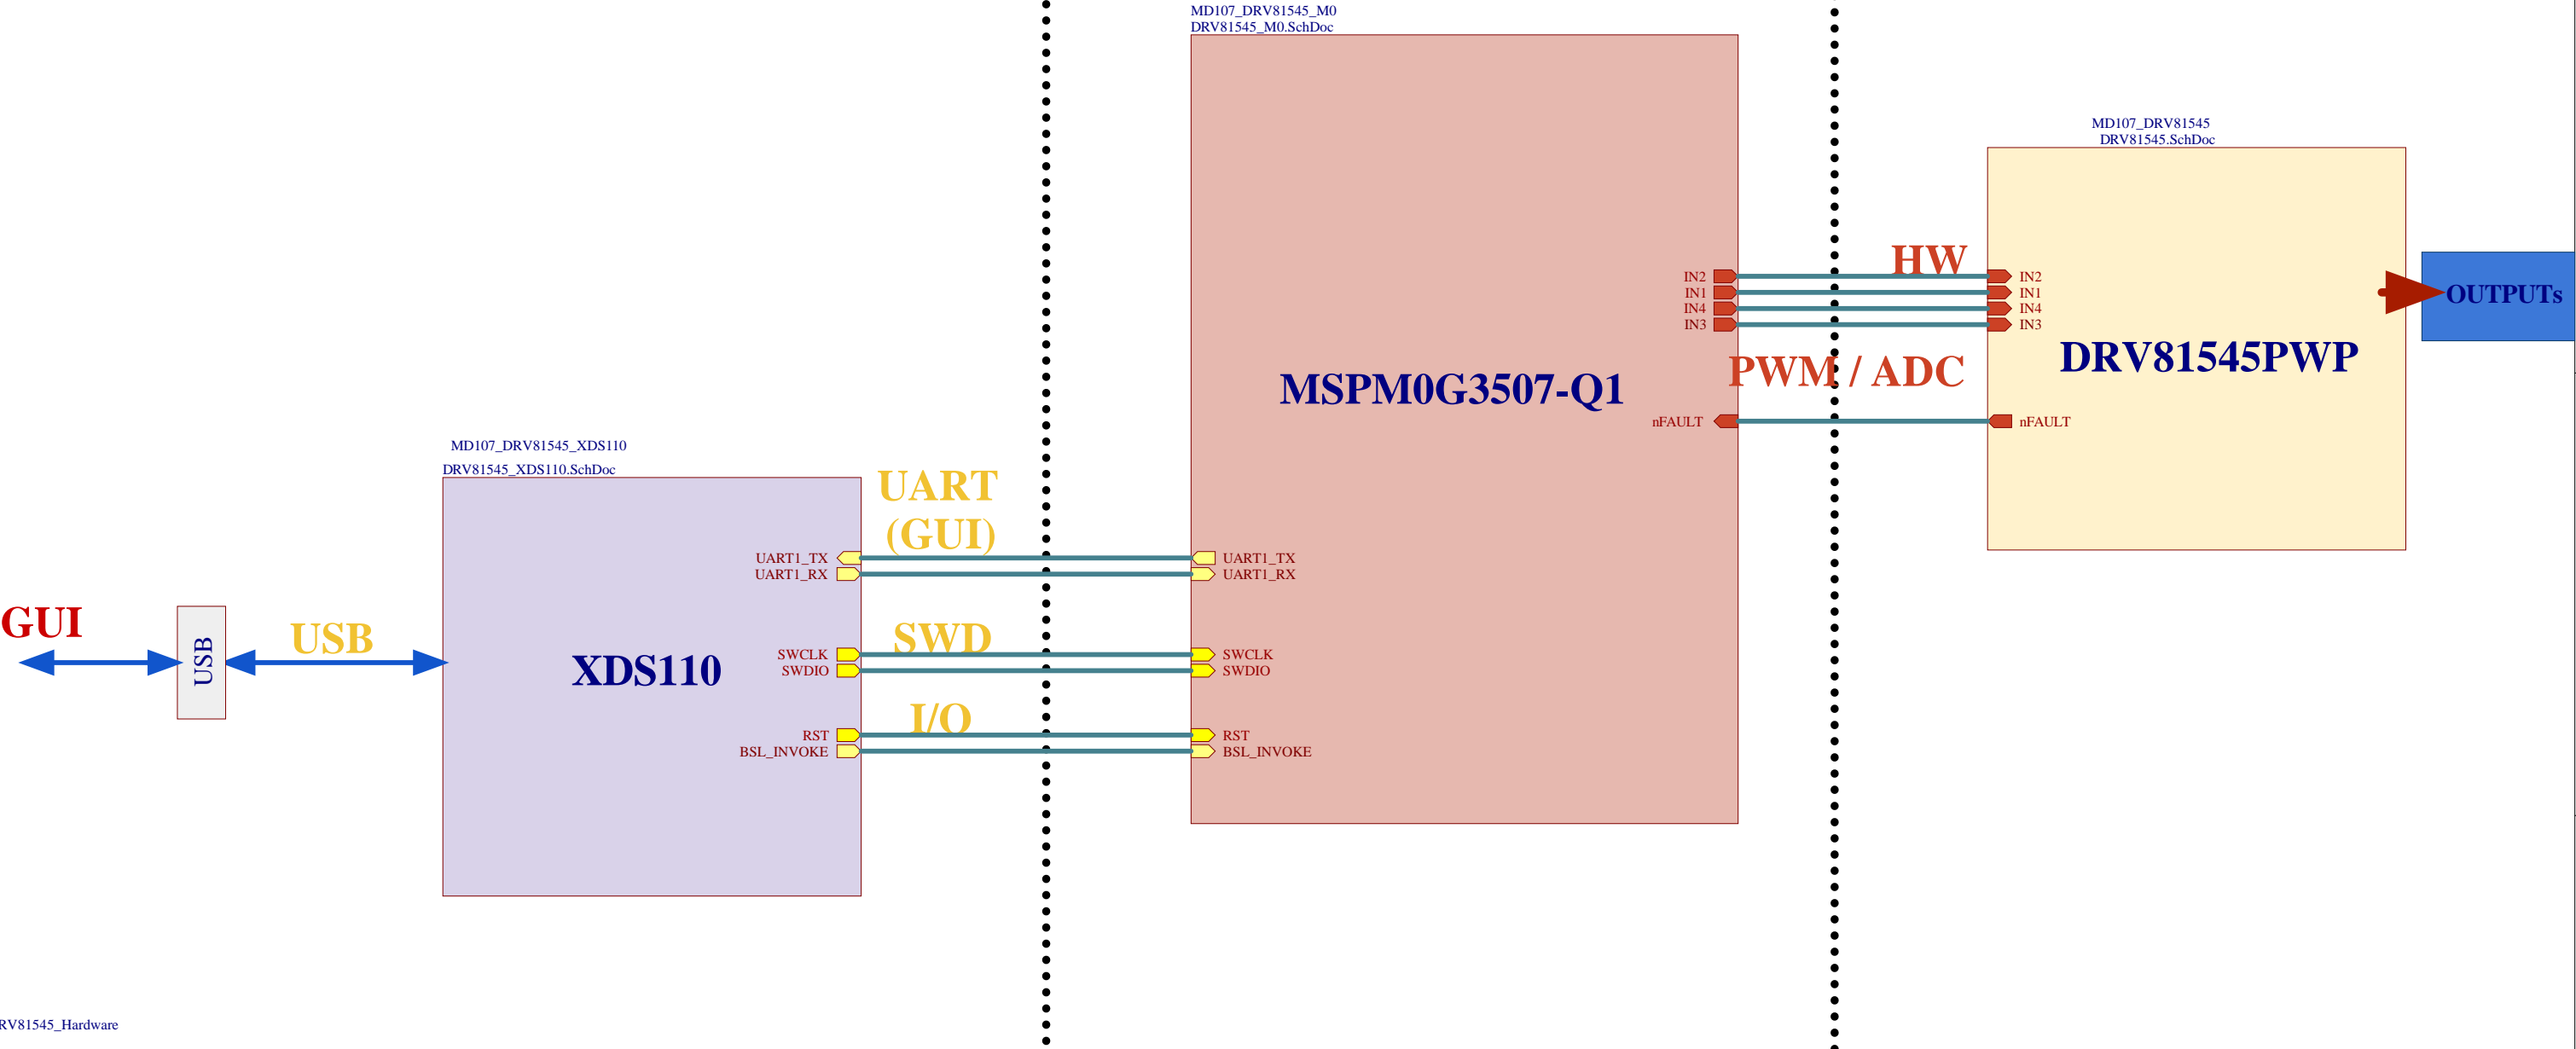 MD107_DRV81545_M0
DRV81545_M0.SchDoc
MD107_DRV81545
DRV81545.SchDoc
HW
IN2
IN1
IN4
IN3
IN2
IN1
IN4
IN3
OUTPUTs
DRV81545PWP
MSPM0G3507-Q1
PWM / ADC
nFAULT
nFAULT
MD107_DRV81545_XDS110
DRV81545_XDS110.SchDoc
UART
(GUI)
UART1_TX
UART1_RX
UART1_TX
UART1_RX
GUI
USB
USB
XDS110
SWD
SWCLK
SWDIO
SWCLK
SWDIO
I/O
RST
BSL_INVOKE
RST
BSL_INVOKE
RV81545_Hardware